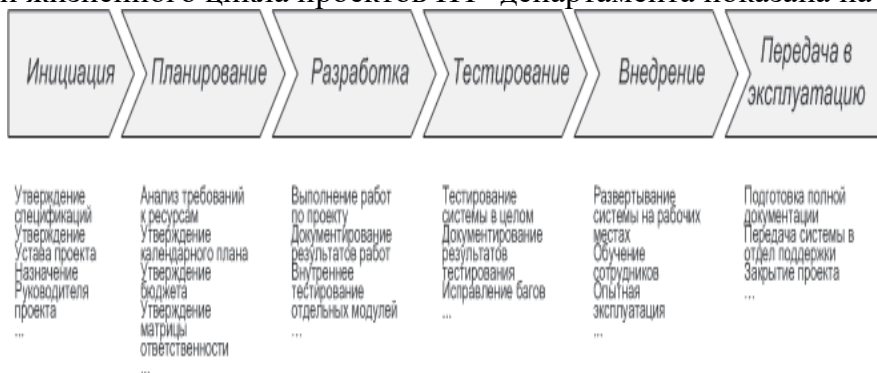 жизненного цикла проектов ИТ- департамента показана на
Инициация
Планирование
Разработка
Тестирование
Внедрение
Передача в
эксплуатацию
Утверждение
спецификаций
Утверждение
Устава проекта
Назначение
Руководителя
проекта
...
Анализ требований
к ресурсам
Утверждение
календарного плана
Утверждение
бюджета
Утверждение
матрицы
ответственности
...
Выполнение работ
по проекту
Документирование
результатов работ
Внутреннее
тестирование
отдельных модулей
...
Тестирование
системы в целом
Документирование
результатов
тестирования
Исправление багов
...
Развертывание
системы на рабочих
местах
Обучение
сотрудников
Опытная
эксплуатация
...
Подготовка полной
документации
Передача системы в
отдел поддержки
Закрытие проекта
...